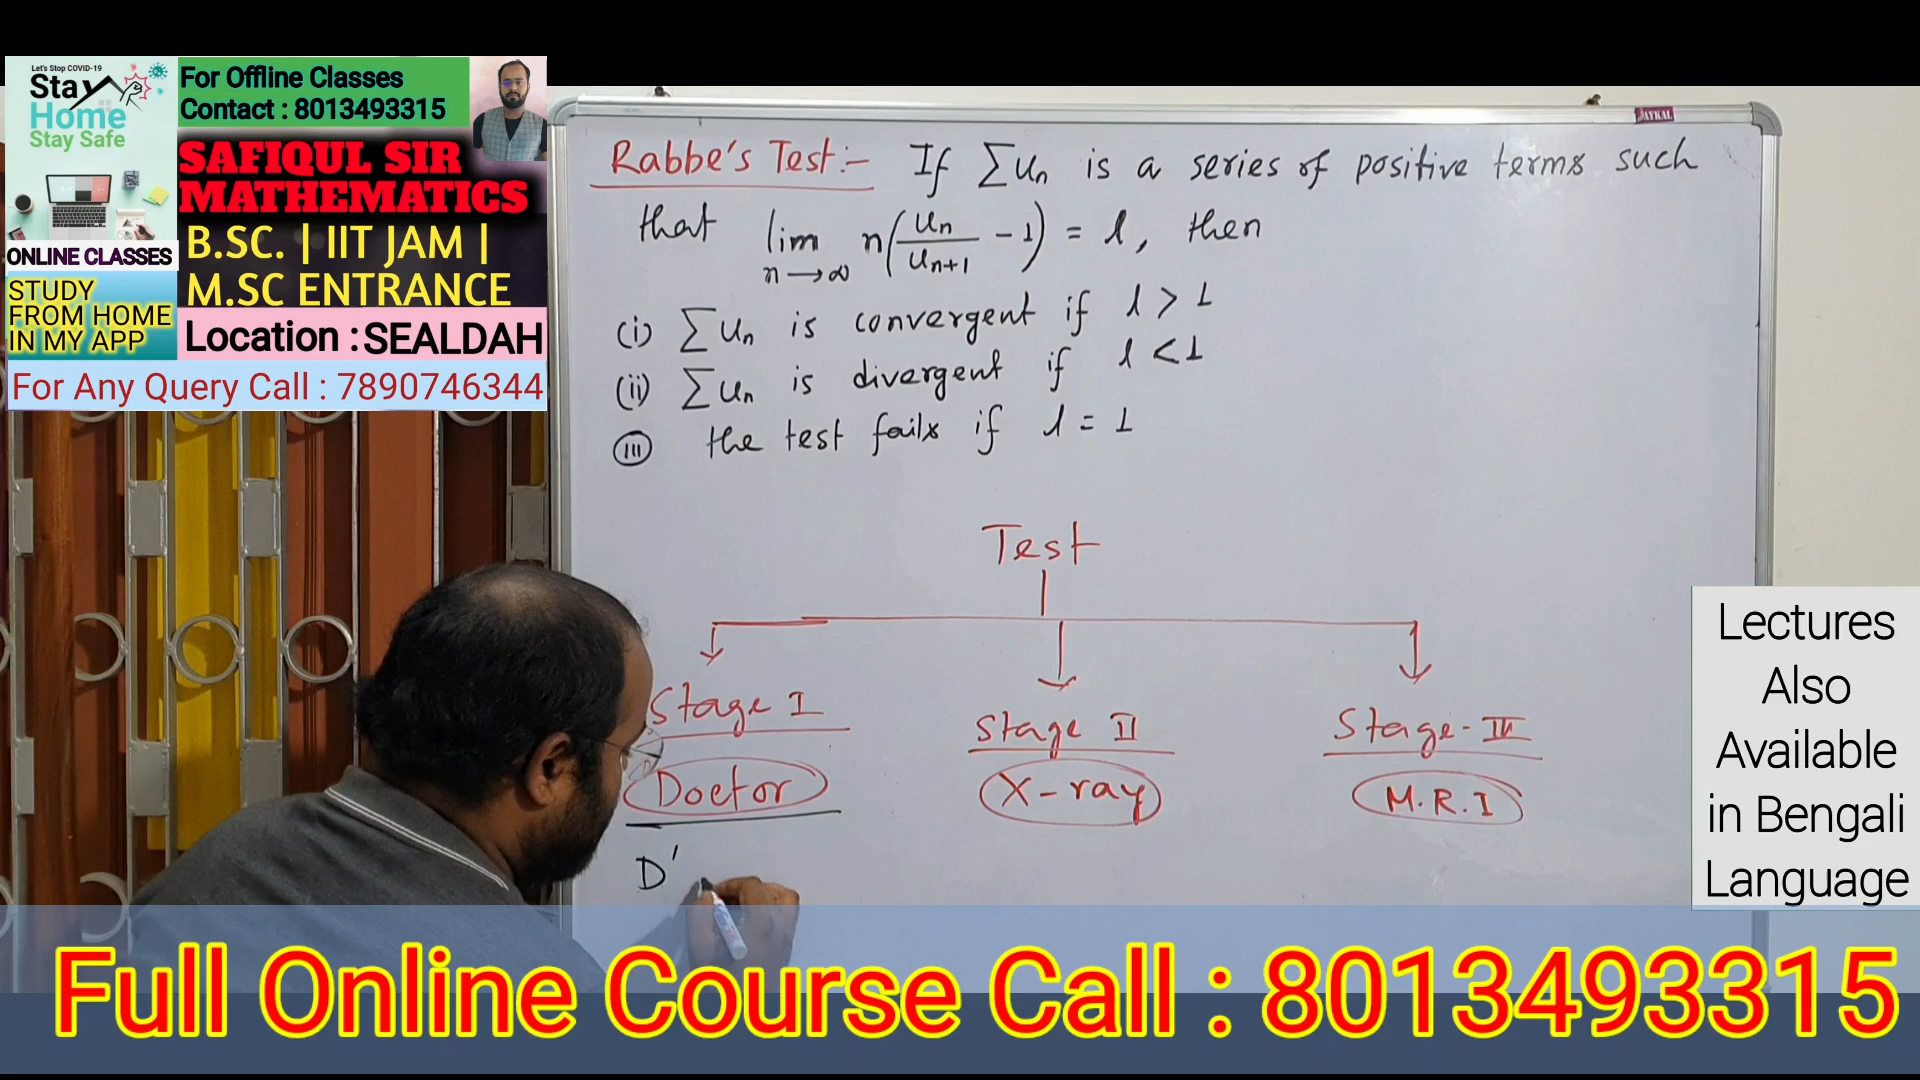 Let's Stop COVID-19
Stay
Home
Stay Safe
ONLINE CLASSES
STUDY
FROM HOME
IN MY APP
For Offline Classes
Contact : 8013493315
SAFIQUL SIR
MATHEMATICS
B.SC. | IIT JAM |
M.SC ENTRANCE
Location : SEALDAH
For Any Query Call : 7890746344
Rabbe's Test :- If ∑un is a series of positive terms such
that lim n→∞ n(un/un+1 - 1) = l, then
(i) ∑un is convergent if l > 1
(ii) ∑un is divergent if l < 1
(iii) the test fails if l = 1
Test
Stage I Stage II Stage-III
Doctor X-ray M.R.I
D'
Lectures
Also
Available
in Bengali
Language
Full Online Course Call : 8013493315